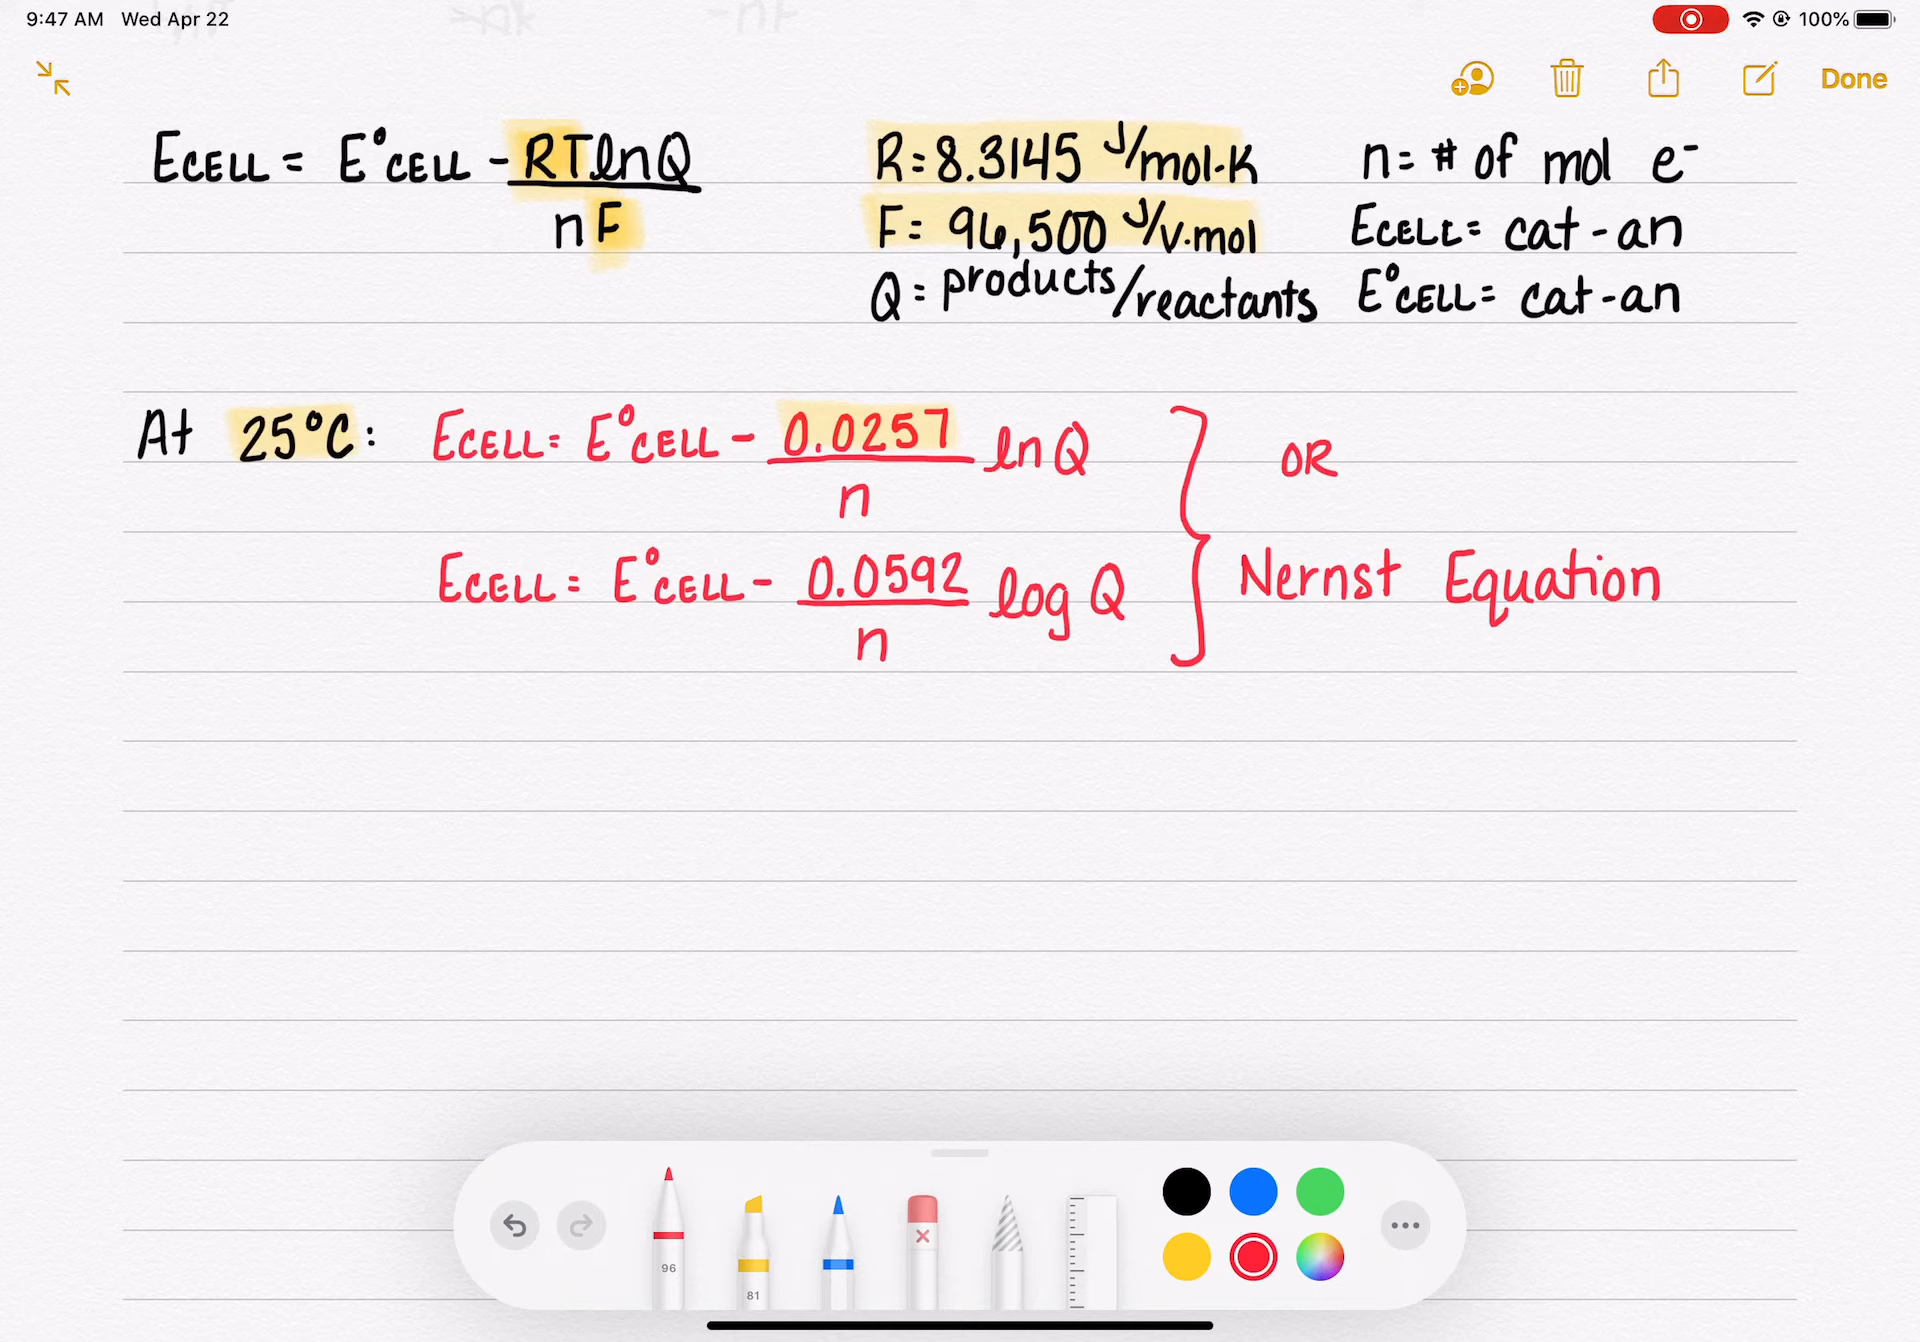 9:47 AM Wed Apr 22
100%
Done
ECELL = E°CELL - RT lnQ / nF
R = 8.3145 J/mol·K
n = # of mol e⁻
F = 96,500 J/V·mol
ECELL = cat - an
Q = products/reactants
E°CELL = cat - an
At 25°C: ECELL = E°CELL - 0.0257 / n ln Q
OR
ECELL = E°CELL - 0.0592 / n log Q
Nernst Equation
96
81